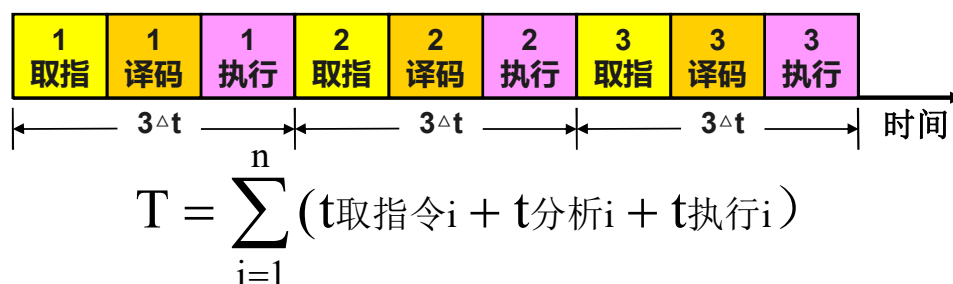 1 1 1 2 2 2 3 3 3
取指 译码 执行 取指 译码 执行 取指 译码 执行
3△t 3△t 3△t 时间
n
T = ∑ (t取指令i + t分析i + t执行i)
i=1